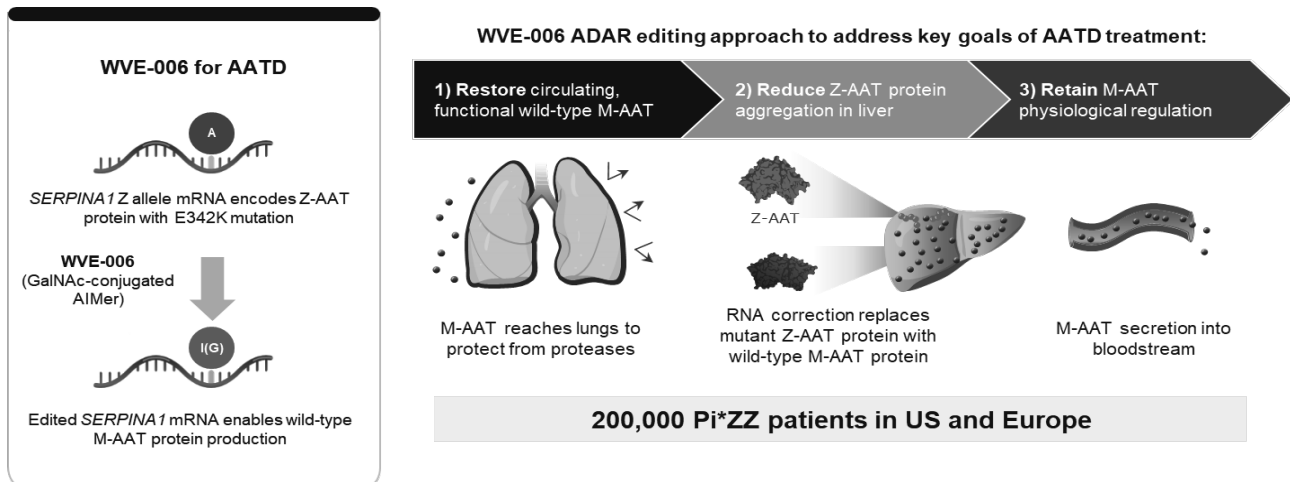 WVE-006 for AATD
A
SERPINA1 Z allele mRNA encodes Z-AAT
protein with E342K mutation
WVE-006
(GalNAc-conjugated
AIMer)
I(G)
Edited SERPINA1 mRNA enables wild-type
M-AAT protein production
WVE-006 ADAR editing approach to address key goals of AATD treatment:
1) Restore circulating,
functional wild-type M-AAT
2) Reduce Z-AAT protein
aggregation in liver
3) Retain M-AAT
physiological regulation
Z-AAT
M-AAT reaches lungs to
protect from proteases
RNA correction replaces
mutant Z-AAT protein with
wild-type M-AAT protein
M-AAT secretion into
bloodstream
200,000 Pi*ZZ patients in US and Europe